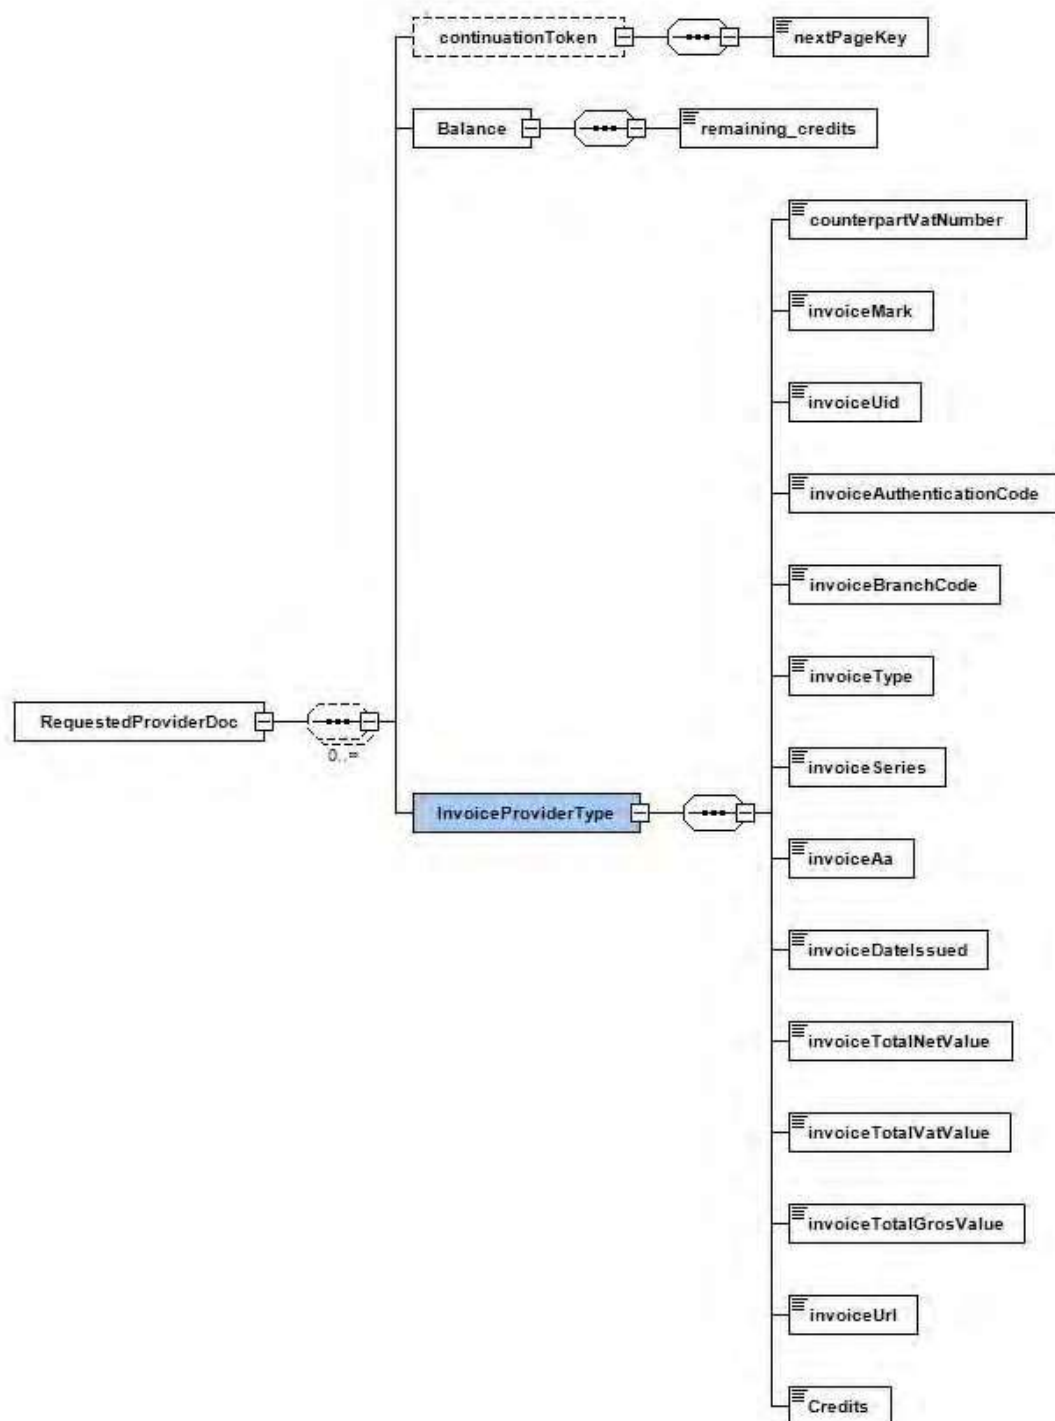 continuationToken
nextPageKey
Balance
remaining_credits
counterpartVatNumber
invoiceMark
invoiceUid
invoiceAuthenticationCode
invoiceBranchCode
invoiceType
RequestedProviderDoc
0..∞
invoiceSeries
InvoiceProviderType
invoiceAa
invoiceDateIssued
invoiceTotalNetValue
invoiceTotalVatValue
invoiceTotalGrosValue
invoiceUrl
Credits